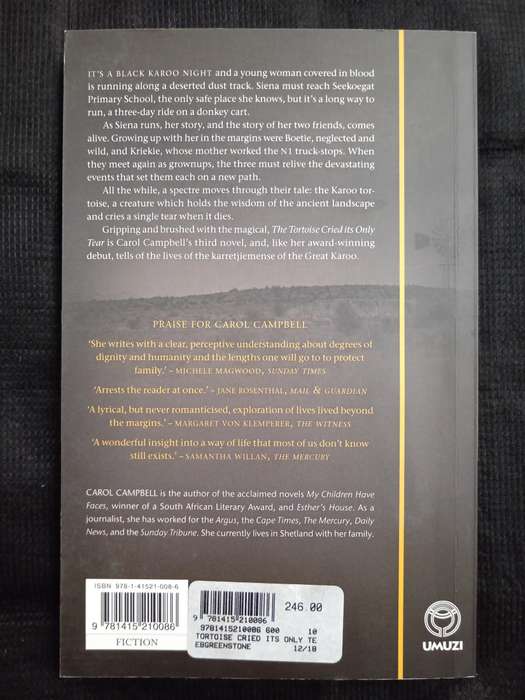 IT'S A BLACK KAROO NIGHT and a young woman covered in blood
is running along a deserted dust track. Siena must reach Seekoegat
Primary School, the only safe place she knows, but it's a long way to
run, a three-day ride on a donkey cart.
As Siena runs, her story, and the story of her two friends, comes
alive. Growing up with her in the margins were Boetie, neglected and
wild, and Kriekie, whose mother worked the N1 truck-stops. When
they meet again as grownups, the three must relive the devastating
events that set them each on a new path.
All the while, a spectre moves through their tale: the Karoo tor-
toise, a creature which holds the wisdom of the ancient landscape
and cries a single tear when it dies.
Gripping and brushed with the magical, The Tortoise Cried its Only
Tear is Carol Campbell's third novel, and, like her award-winning
debut, tells of the lives of the karretjiemense of the Great Karoo.
PRAISE FOR CAROL CAMPBELL
'She writes with a clear, perceptive understanding about degrees of
dignity and humanity and the lengths one will go to to protect
family.' – MICHELE MAGWOOD, SUNDAY TIMES
'Arrests the reader at once.' – JANE ROSENTHAL, MAIL & GUARDIAN
'A lyrical, but never romanticised, exploration of lives lived beyond
the margins.' – MARGARET VON KLEMPERER, THE WITNESS
'A wonderful insight into a way of life that most of us don't know
still exists.' – SAMANTHA WILLAN, THE MERCURY
CAROL CAMPBELL is the author of the acclaimed novels My Children Have
Faces, winner of a South African Literary Award, and Esther's House. As a
journalist, she has worked for the Argus, the Cape Times, The Mercury, Daily
News, and the Sunday Tribune. She currently lives in Shetland with her family.
ISBN 978-1-41521-008-6
9 781415 210086
FICTION
9 781415 210086
246.00
9781415210086 600 10
TORTOISE CRIED ITS ONLY TE
EBGREENSTONE 12/18
UMUZI